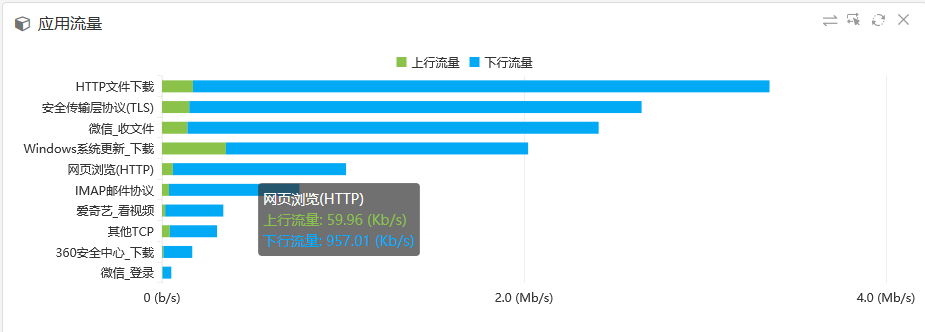 应用流量
上行流量 下行流量
HTTP文件下载
安全传输层协议(TLS)
微信_收文件
Windows系统更新_下载
网页浏览(HTTP)
IMAP邮件协议
网页浏览(HTTP)
上行流量: 59.96 (Kb/s)
下行流量: 957.01 (Kb/s)
爱奇艺_看视频
其他TCP
360安全中心_下载
微信_登录
0 (b/s) 2.0 (Mb/s) 4.0 (Mb/s)